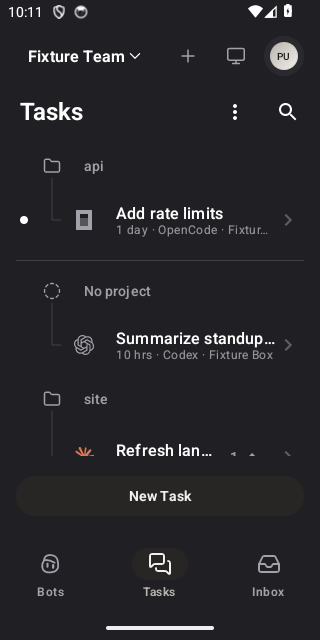 10:11
Fixture Team
PU
Tasks
api
Add rate limits
1 day · OpenCode · Fixtur…
No project
Summarize standup…
10 hrs · Codex · Fixture Box
site
Refresh lan…
New Task
Bots
Tasks
Inbox